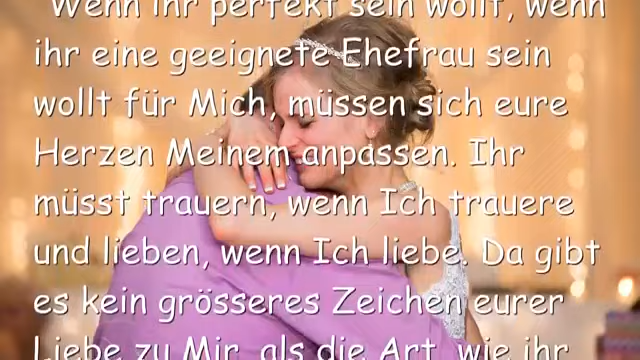 "Wenn ihr perfekt sein wollt, wenn
ihr eine geeignete Ehefrau sein
wollt für Mich, müssen sich eure
Herzen Meinem anpassen. Ihr
müsst trauern, wenn Ich trauere
und lieben, wenn Ich liebe. Da gibt
es kein grösseres Zeichen eurer
Liebe zu Mir, als die Art, wie ihr